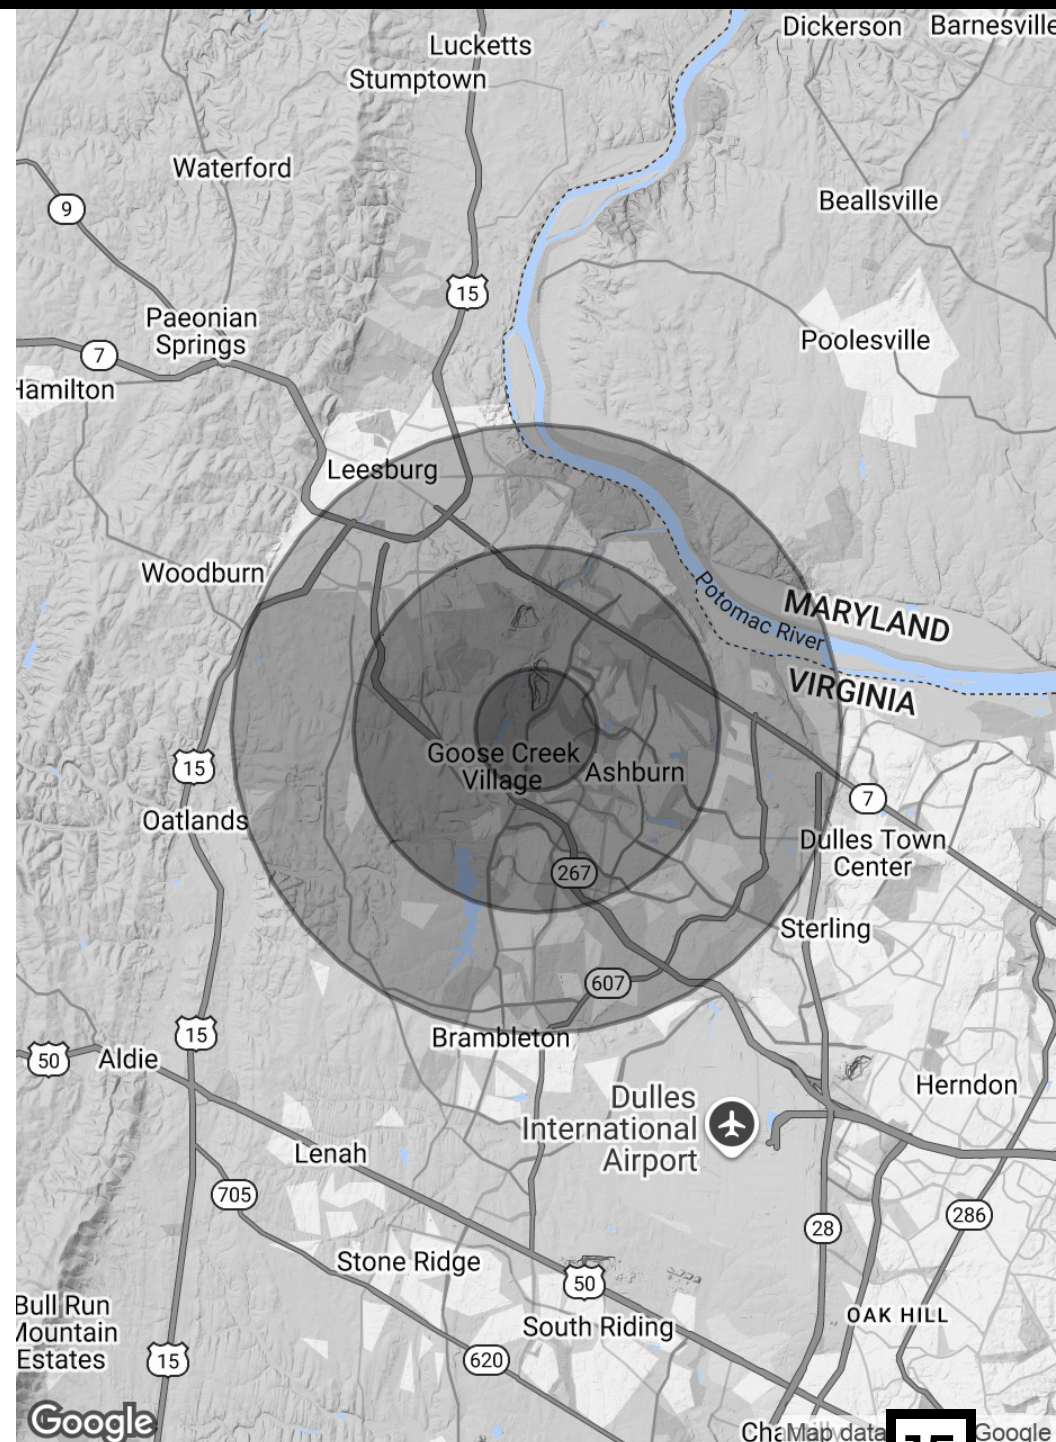 Dickerson
Barnesville
Lucketts
Stumptown
Waterford
Beallsville
9
15
Paeonian
Springs
Poolesville
7
Hamilton
Leesburg
Woodburn
Potomac River
MARYLAND
VIRGINIA
Goose Creek
Village
Ashburn
15
7
Oatlands
Dulles Town
Center
267
Sterling
607
15
Brambleton
50
Aldie
Herndon
Dulles
International
Airport
Lenah
705
286
28
Stone Ridge
50
OAK HILL
Bull Run
Mountain
Estates
South Riding
15
620
Google
Map data
Google